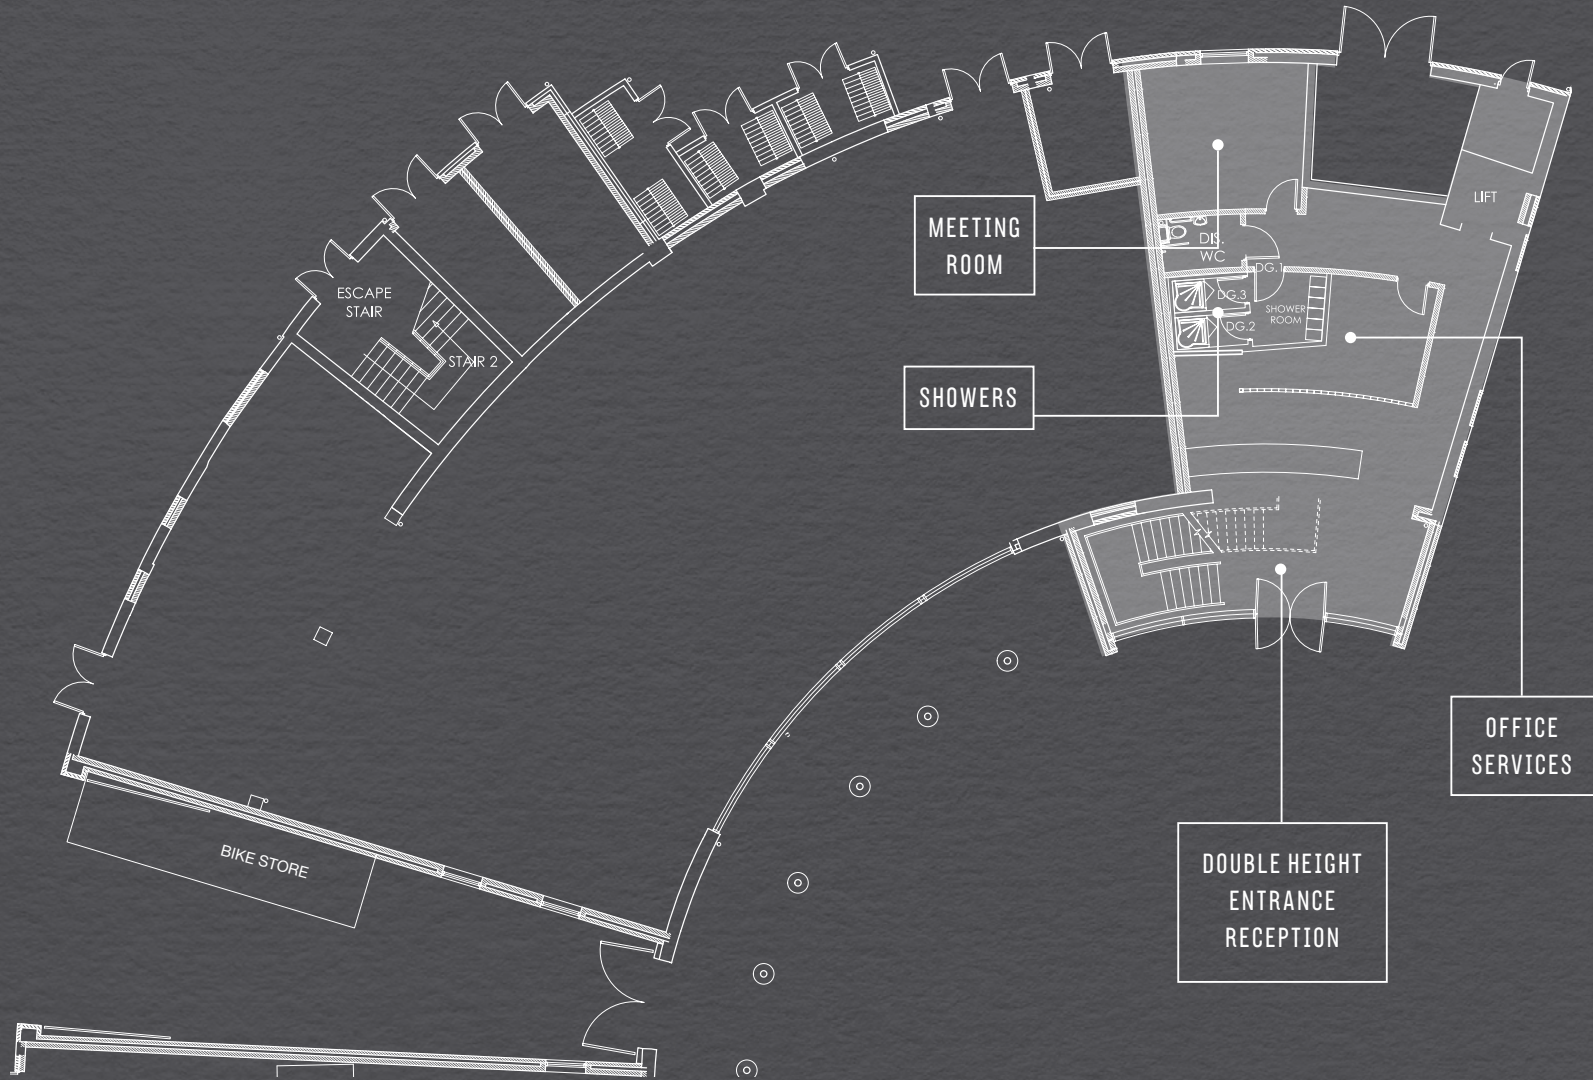 MEETING
ROOM
LIFT
DIS.
WC
DG.1
ESCAPE
STAIR
DG.3
SHOWER
ROOM
DG.2
STAIR 2
SHOWERS
OFFICE
SERVICES
BIKE STORE
DOUBLE HEIGHT
ENTRANCE
RECEPTION